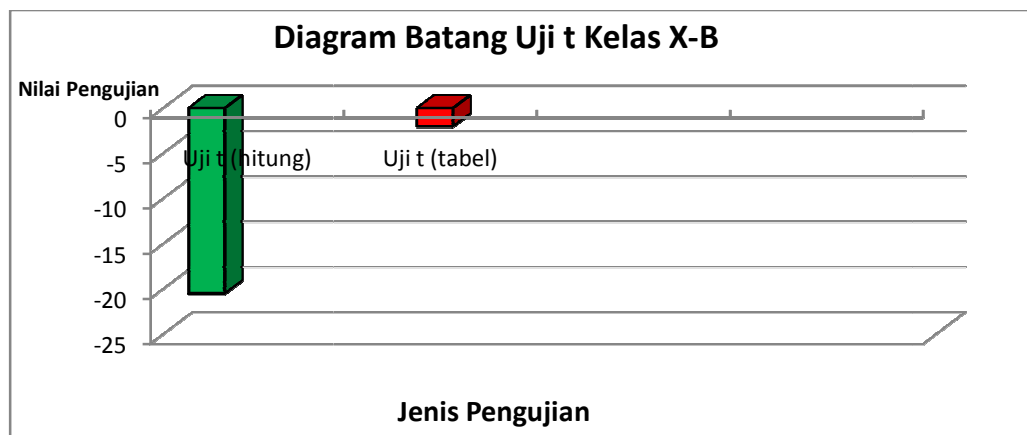 Diagram Batang Uji t Kelas X-B
Nilai Pengujian
0
-5
-10
-15
-20
-25
Uji t (hitung)
Uji t (tabel)
Jenis Pengujian